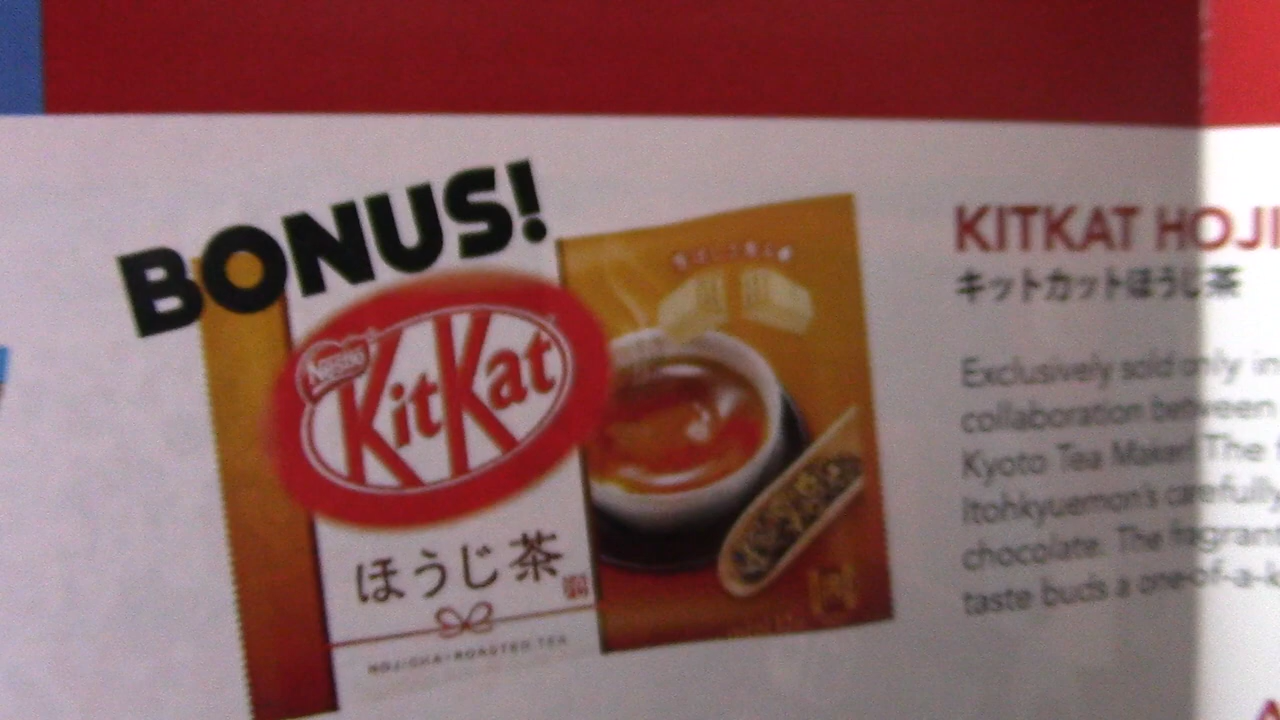 BONUS!
Nestlé
KitKat
ほうじ茶
HOJICHA-ROASTED TEA
KITKAT HOJI
キットカットほうじ茶
Exclusively sold only in
collaboration between
Kyoto Tea Maker! The
Itohkyuemon's carefully
chocolate. The fragrant
taste buds a one-of-a-k